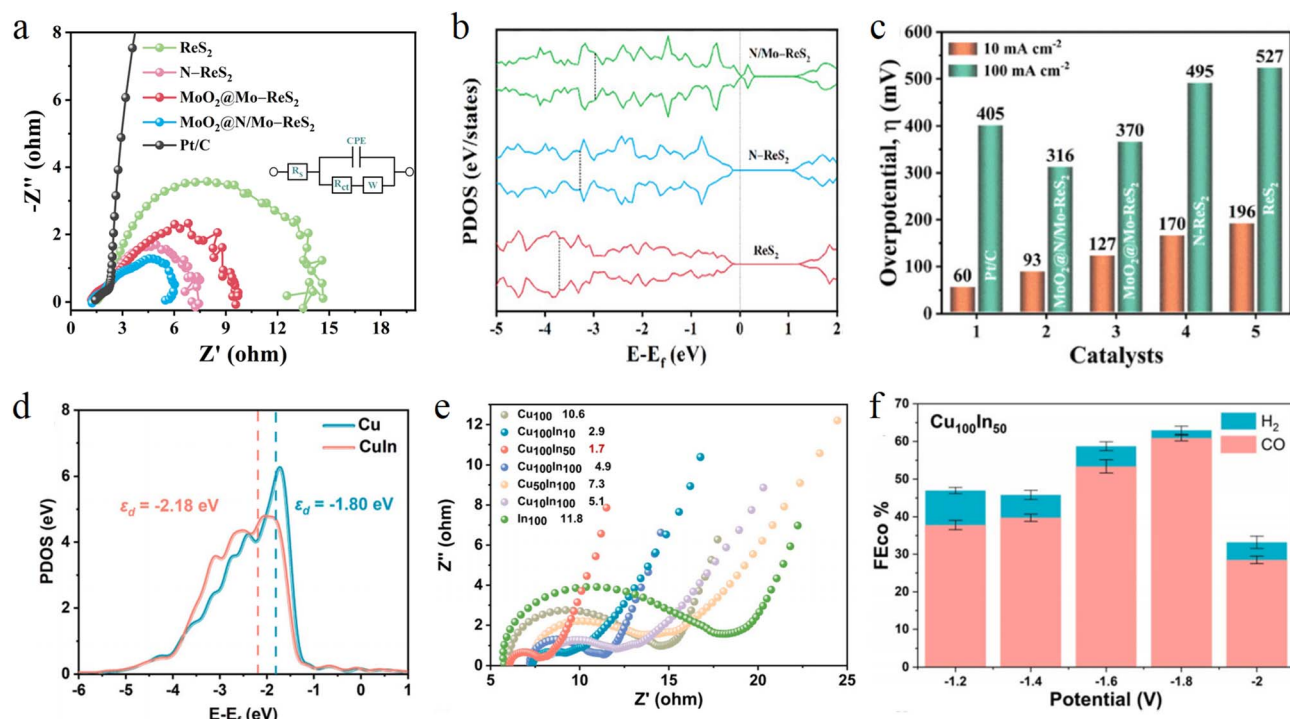 a
-Z'' (ohm)
8
6
4
2
0
ReS₂
N–ReS₂
MoO₂@Mo–ReS₂
MoO₂@N/Mo–ReS₂
Pt/C
CPE
Rs
Rct
W
0 3 6 9 12 15 18
Z' (ohm)
b
PDOS (eV/states)
N/Mo–ReS₂
N–ReS₂
ReS₂
-5 -4 -3 -2 -1 0 1 2
E-Ef (eV)
c
Overpotential, η (mV)
600
500
400
300
200
100
0
10 mA cm⁻²
100 mA cm⁻²
60
405
Pt/C
93
316
MoO₂@N/Mo-ReS₂
127
370
MoO₂@Mo-ReS₂
170
495
N-ReS₂
196
527
ReS₂
1 2 3 4 5
Catalysts
d
PDOS (eV)
8
6
4
2
0
Cu
CuIn
εd = -2.18 eV
εd = -1.80 eV
-6 -5 -4 -3 -2 -1 0 1
E-Ef (eV)
e
Z'' (ohm)
12
10
8
6
4
2
0
Cu₁₀₀ 10.6
Cu₁₀₀In₁₀ 2.9
Cu₁₀₀In₅₀ 1.7
Cu₁₀₀In₁₀₀ 4.9
Cu₅₀In₁₀₀ 7.3
Cu₁₀In₁₀₀ 5.1
In₁₀₀ 11.8
5 10 15 20 25
Z' (ohm)
f
FEco %
70
60
50
40
30
20
10
0
Cu₁₀₀In₅₀
H₂
CO
-1.2 -1.4 -1.6 -1.8 -2
Potential (V)